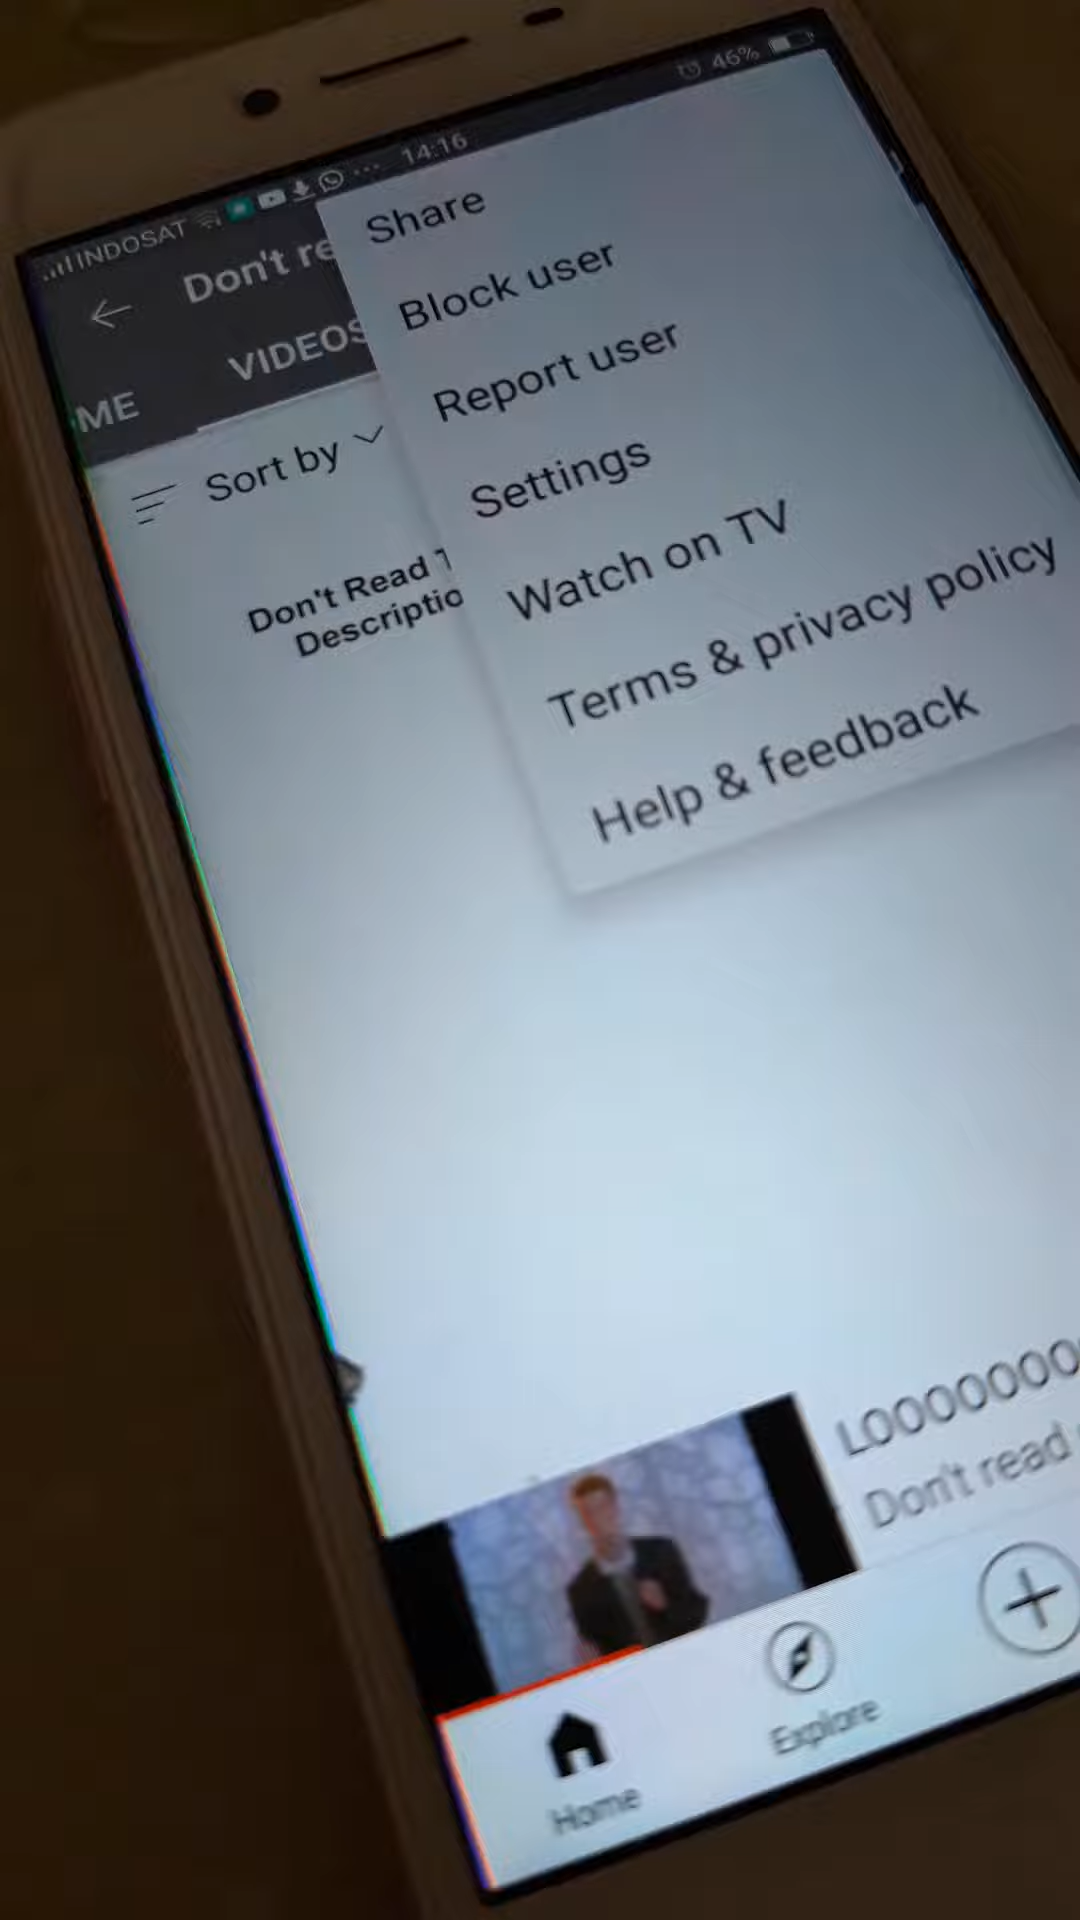 INDOSAT ... 14:16 46%
Don't re
ME VIDEOS
Sort by
Don't Read
Descriptio
Share
Block user
Report user
Settings
Watch on TV
Terms & privacy policy
Help & feedback
LOOOOOOO
Don't read
Home
Explore